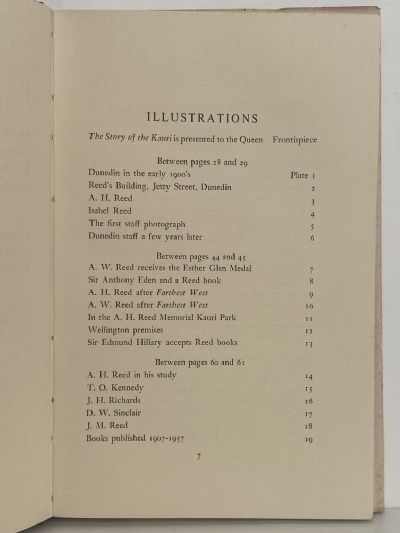 ILLUSTRATIONS
The Story of the Kauri is presented to the Queen Frontispiece
Between pages 28 and 29
Dunedin in the early 1900's Plate 1
Reed's Building, Jetty Street, Dunedin 2
A. H. Reed 3
Isabel Reed 4
The first staff photograph 5
Dunedin staff a few years later 6
Between pages 44 and 45
A. W. Reed receives the Esther Glen Medal 7
Sir Anthony Eden and a Reed book 8
A. H. Reed after Farthest West 9
A. W. Reed after Farthest West 10
In the A. H. Reed Memorial Kauri Park 11
Wellington premises 12
Sir Edmund Hillary accepts Reed books 13
Between pages 60 and 61
A. H. Reed in his study 14
T. O. Kennedy 15
J. H. Richards 16
D. W. Sinclair 17
J. M. Reed 18
Books published 1907-1957 19
7